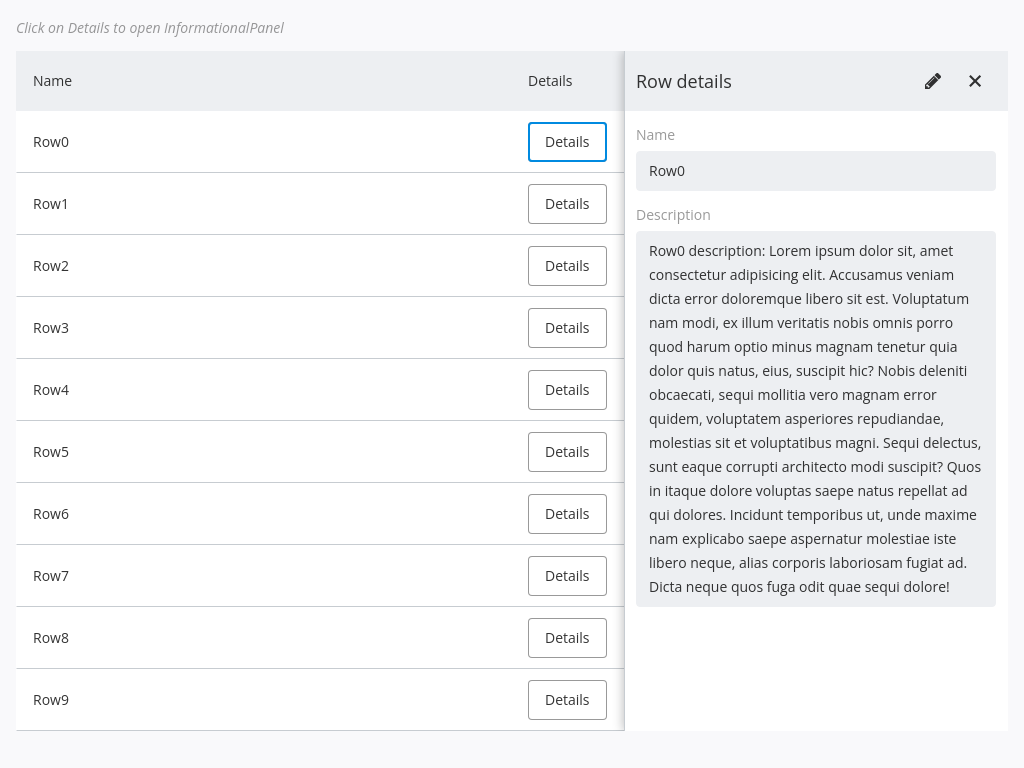 Click on Details to open InformationalPanel
Name Details
Row0 Details
Row1 Details
Row2 Details
Row3 Details
Row4 Details
Row5 Details
Row6 Details
Row7 Details
Row8 Details
Row9 Details
Row details
Name
Row0
Description
Row0 description: Lorem ipsum dolor sit, amet
consectetur adipisicing elit. Accusamus veniam
dicta error doloremque libero sit est. Voluptatum
nam modi, ex illum veritatis nobis omnis porro
quod harum optio minus magnam tenetur quia
dolor quis natus, eius, suscipit hic? Nobis deleniti
obcaecati, sequi mollitia vero magnam error
quidem, voluptatem asperiores repudiandae,
molestias sit et voluptatibus magni. Sequi delectus,
sunt eaque corrupti architecto modi suscipit? Quos
in itaque dolore voluptas saepe natus repellat ad
qui dolores. Incidunt temporibus ut, unde maxime
nam explicabo saepe aspernatur molestiae iste
libero neque, alias corporis laboriosam fugiat ad.
Dicta neque quos fuga odit quae sequi dolore!